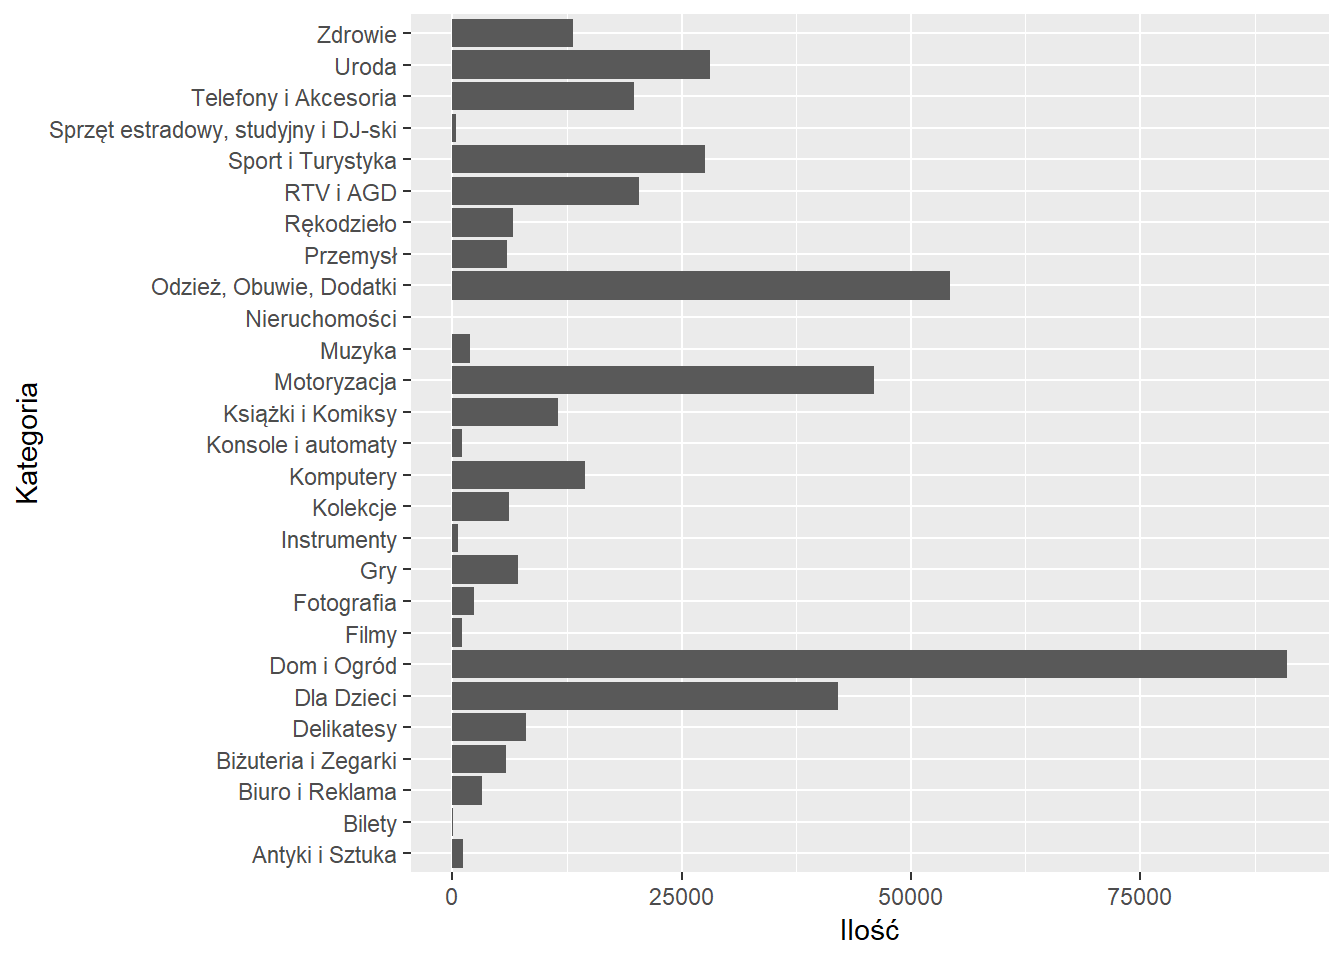 Zdrowie
Uroda
Telefony i Akcesoria
Sprzęt estradowy, studyjny i DJ-ski
Sport i Turystyka
RTV i AGD
Rękodzieło
Przemysł
Odzież, Obuwie, Dodatki
Nieruchomości
Muzyka
Motoryzacja
Książki i Komiksy
Konsole i automaty
Komputery
Kolekcje
Instrumenty
Gry
Fotografia
Filmy
Dom i Ogród
Dla Dzieci
Delikatesy
Biżuteria i Zegarki
Biuro i Reklama
Bilety
Antyki i Sztuka
Kategoria
0 25000 50000 75000
Ilość